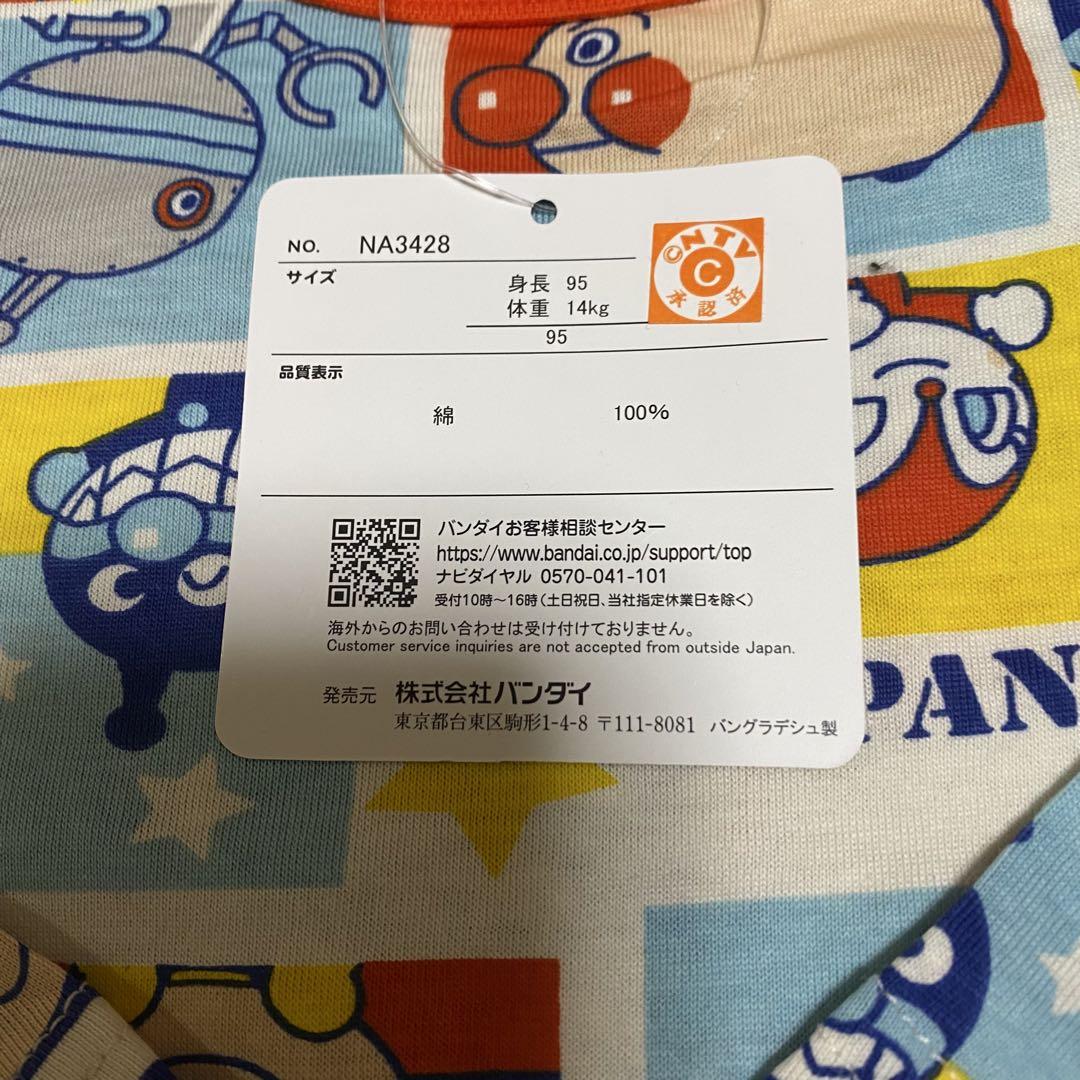 NO. NA3428
サイズ
身長 95
体重 14kg
95
©NTV
C
承認済
品質表示
綿 100%
バンダイお客様相談センター
https://www.bandai.co.jp/support/top
ナビダイヤル 0570-041-101
受付10時~16時(土日祝日、当社指定休業日を除く)
海外からのお問い合わせは受け付けておりません。
Customer service inquiries are not accepted from outside Japan.
発売元 株式会社バンダイ
東京都台東区駒形1-4-8 〒111-8081 バングラデシュ製
PAN